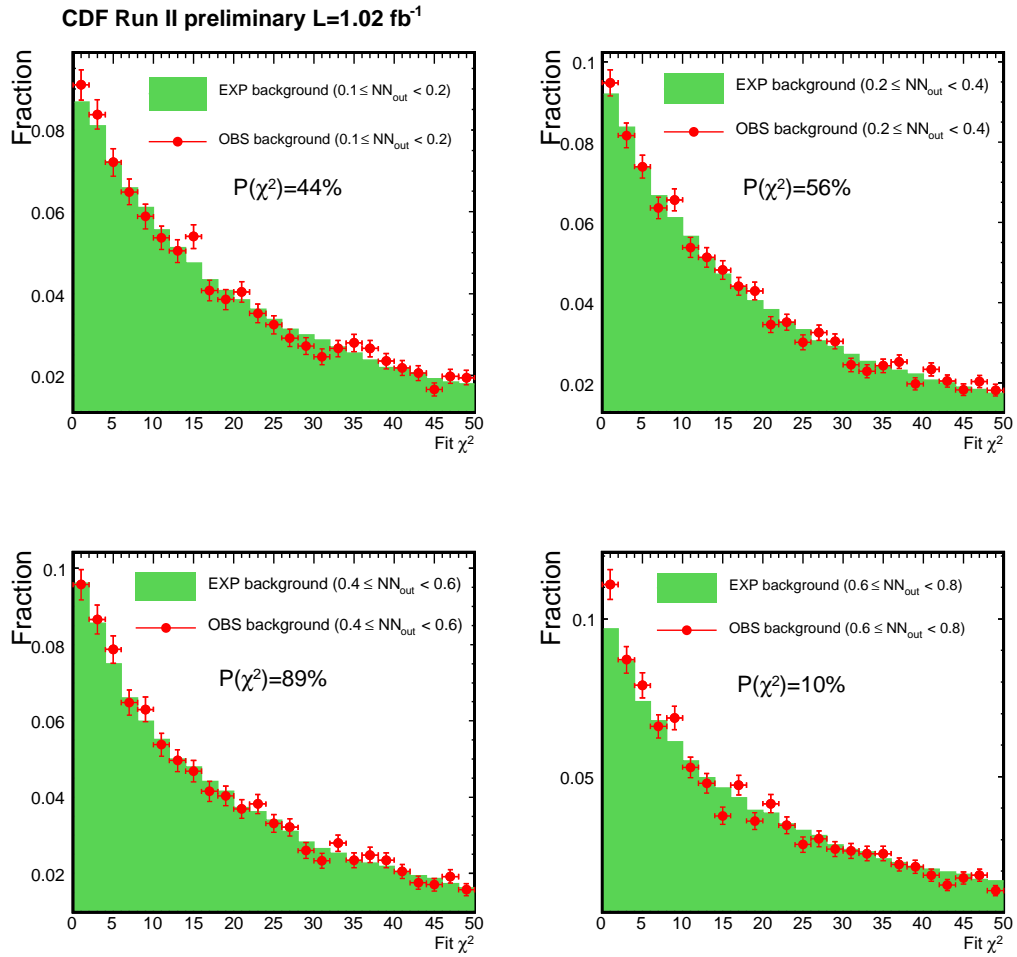 CDF Run II preliminary L=1.02 fb⁻¹
Fraction
EXP background (0.1≤ NN_out < 0.2)
OBS background (0.1≤ NN_out < 0.2)
P(χ²)=44%
0.08
0.06
0.04
0.02
0 5 10 15 20 25 30 35 40 45 50
Fit χ²
Fraction
EXP background (0.2 ≤ NN_out < 0.4)
OBS background (0.2 ≤ NN_out < 0.4)
P(χ²)=56%
0.1
0.08
0.06
0.04
0.02
0 5 10 15 20 25 30 35 40 45 50
Fit χ²
Fraction
EXP background (0.4 ≤ NN_out < 0.6)
OBS background (0.4 ≤ NN_out < 0.6)
P(χ²)=89%
0.1
0.08
0.06
0.04
0.02
0 5 10 15 20 25 30 35 40 45 50
Fit χ²
Fraction
EXP background (0.6 ≤ NN_out < 0.8)
OBS background (0.6 ≤ NN_out < 0.8)
P(χ²)=10%
0.1
0.05
0 5 10 15 20 25 30 35 40 45 50
Fit χ²